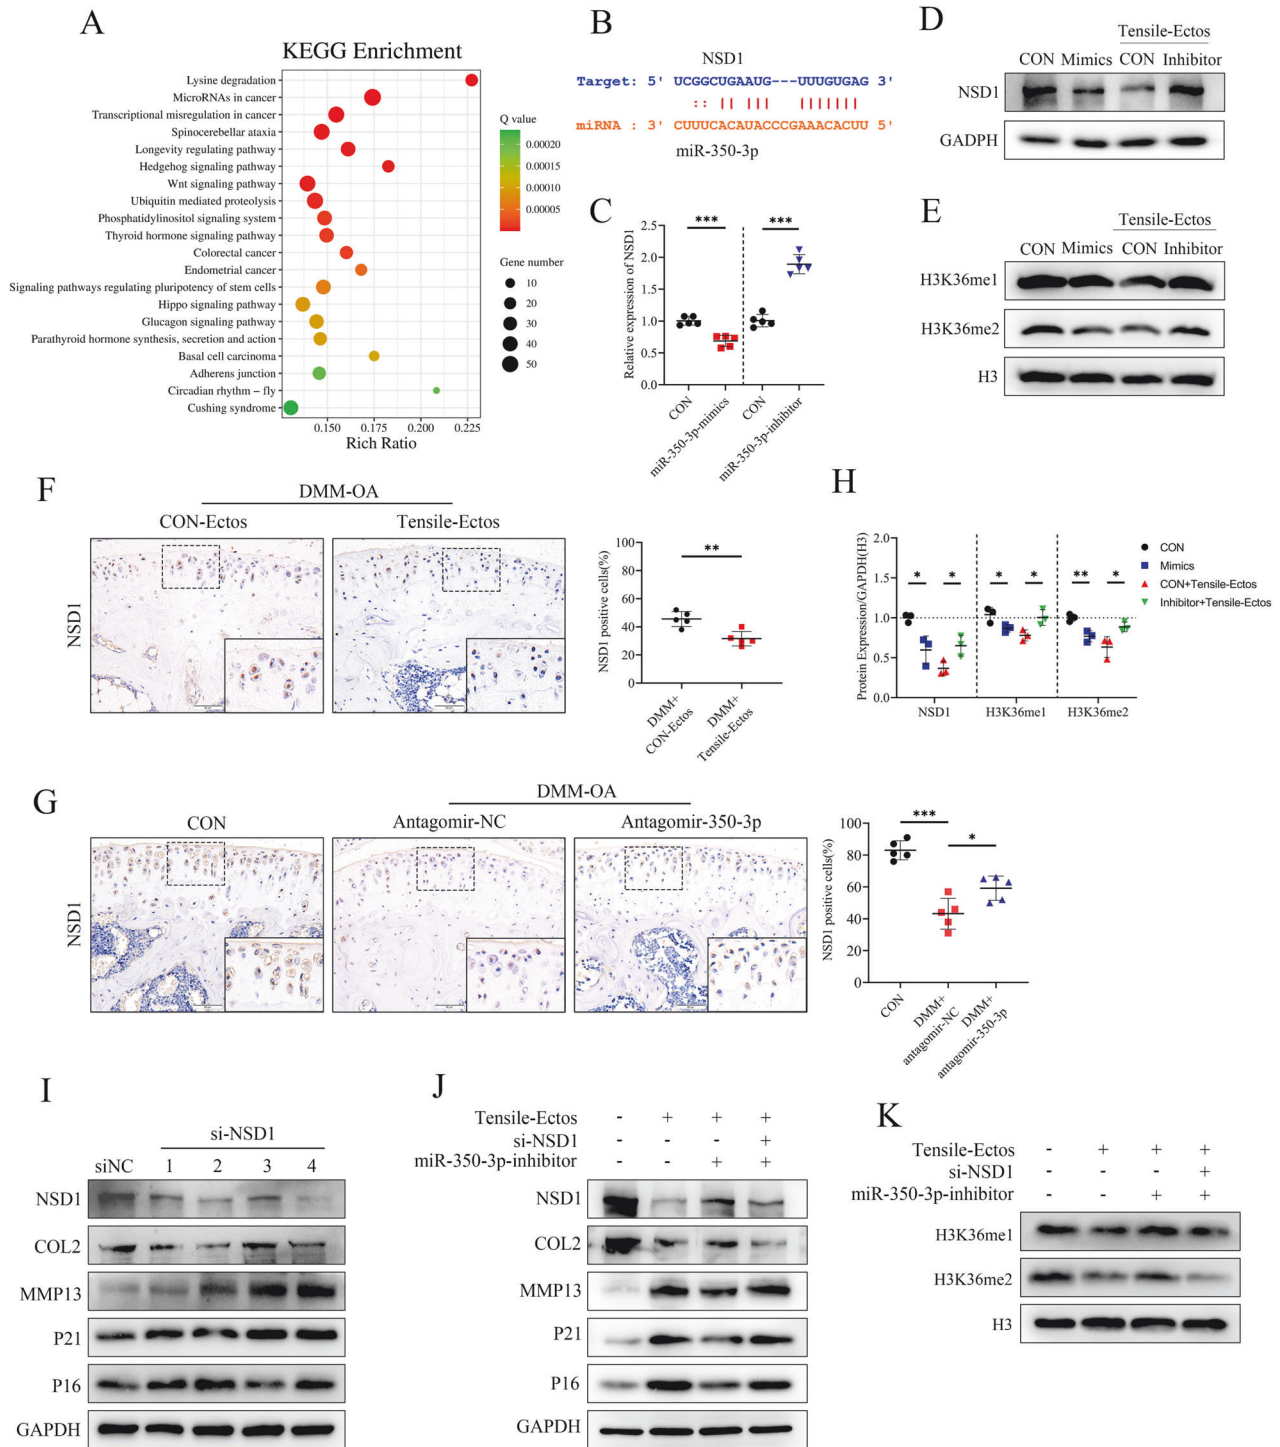 A
KEGG Enrichment
Lysine degradation
MicroRNAs in cancer
Transcriptional misregulation in cancer
Spinocerebellar ataxia
Longevity regulating pathway
Hedgehog signaling pathway
Wnt signaling pathway
Ubiquitin mediated proteolysis
Phosphatidylinositol signaling system
Thyroid hormone signaling pathway
Colorectal cancer
Endometrial cancer
Signaling pathways regulating pluripotency of stem cells
Hippo signaling pathway
Glucagon signaling pathway
Parathyroid hormone synthesis, secretion and action
Basal cell carcinoma
Adherens junction
Circadian rhythm − fly
Cushing syndrome
0.150 0.175 0.200 0.225
Rich Ratio
Q value
0.00020
0.00015
0.00010
0.00005
Gene number
10
20
30
40
50
B
NSD1
Target: 5' UCGGCUGAAUG---UUUGUGAG 3'
miRNA : 3' CUUUCACAUACCCGAAACACUU 5'
miR-350-3p
C
Relative expression of NSD1
2.5
2.0
1.5
1.0
0.5
0.0
*** ***
CON
miR-350-3p-mimics
CON
miR-350-3p-inhibitor
D
Tensile-Ectos
CON Mimics CON Inhibitor
NSD1
GADPH
E
Tensile-Ectos
CON Mimics CON Inhibitor
H3K36me1
H3K36me2
H3
F
DMM-OA
CON-Ectos Tensile-Ectos
NSD1
NSD1 positive cells(%)
100
80
60
40
20
0
**
DMM+
CON-Ectos
DMM+
Tensile-Ectos
H
Protein Expression/GAPDH(H3)
2.0
1.5
1.0
0.5
0.0
* * * * ** *
NSD1 H3K36me1 H3K36me2
CON
Mimics
CON+Tensile-Ectos
Inhibitor+Tensile-Ectos
G
DMM-OA
CON Antagomir-NC Antagomir-350-3p
NSD1
NSD1 positive cells(%)
100
80
60
40
20
0
*** *
CON
DMM+
antagomir-NC
DMM+
antagomir-350-3p
I
si-NSD1
siNC 1 2 3 4
NSD1
COL2
MMP13
P21
P16
GAPDH
J
Tensile-Ectos - + + +
si-NSD1 +
miR-350-3p-inhibitor - - + +
NSD1
COL2
MMP13
P21
P16
GAPDH
K
Tensile-Ectos - + + +
si-NSD1 +
miR-350-3p-inhibitor - - + +
H3K36me1
H3K36me2
H3